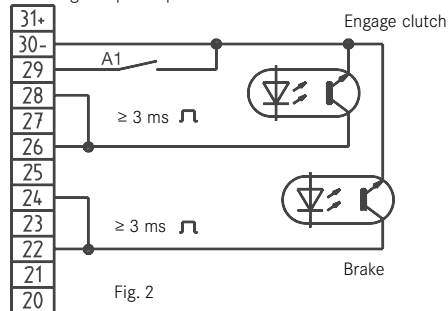 31+
Engage clutch
30-
29
A1
28
≥ 3 ms
27
26
25
24
23
≥ 3 ms
22
Brake
21
Fig. 2
20